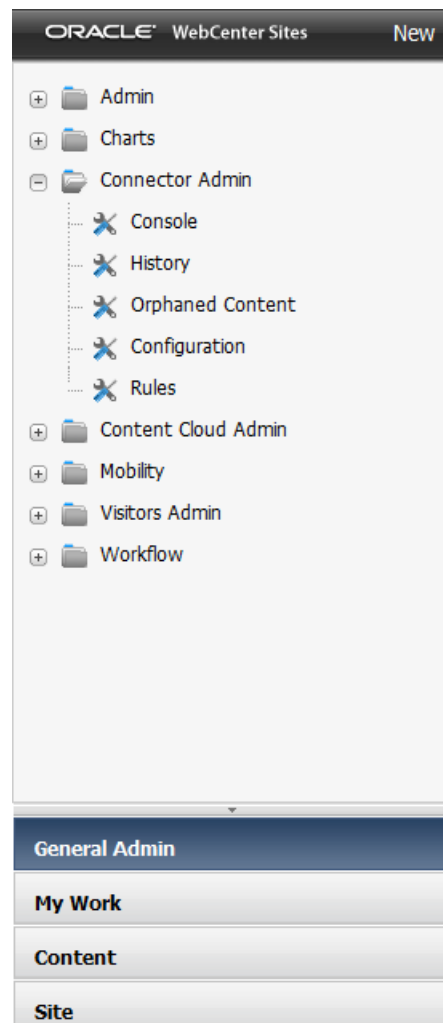 ORACLE WebCenter Sites New
Admin
Charts
Connector Admin
Console
History
Orphaned Content
Configuration
Rules
Content Cloud Admin
Mobility
Visitors Admin
Workflow
General Admin
My Work
Content
Site